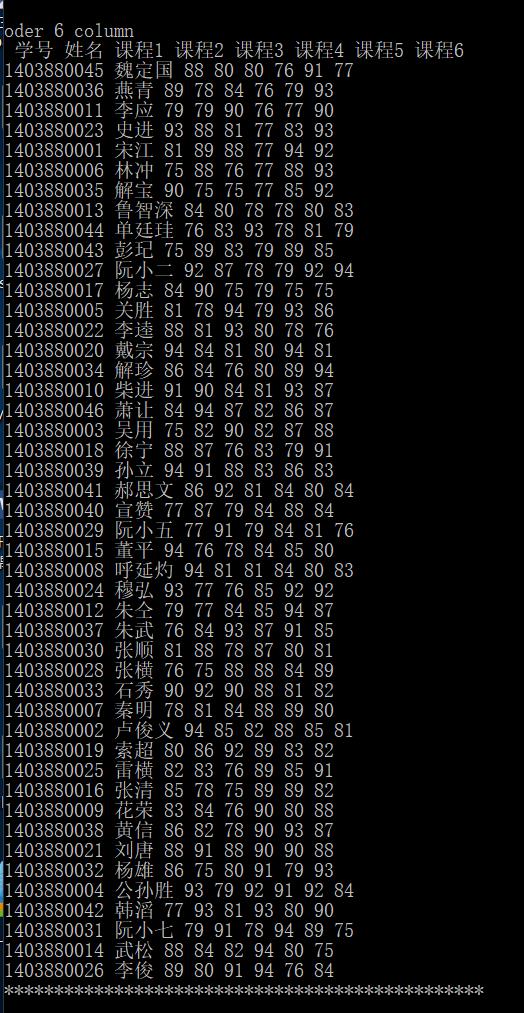 oder 6 column
学号 姓名 课程1 课程2 课程3 课程4 课程5 课程6
1403880045 魏定国 88 80 80 76 91 77
1403880036 燕青 89 78 84 76 79 93
1403880011 李应 79 79 90 76 77 90
1403880023 史进 93 88 81 77 83 93
1403880001 宋江 81 89 88 77 94 92
1403880006 林冲 75 88 76 77 88 93
1403880035 解宝 90 75 75 77 85 92
1403880013 鲁智深 84 80 78 78 80 83
1403880044 单廷珪 76 83 93 78 81 79
1403880043 彭玘 75 89 83 79 89 85
1403880027 阮小二 92 87 78 79 92 94
1403880017 杨志 84 90 75 79 75 75
1403880005 关胜 81 78 94 79 93 86
1403880022 李逵 88 81 93 80 78 76
1403880020 戴宗 94 84 81 80 94 81
1403880034 解珍 86 84 76 80 89 94
1403880010 柴进 91 90 84 81 93 87
1403880046 萧让 84 94 87 82 86 87
1403880003 吴用 75 82 90 82 87 88
1403880018 徐宁 88 87 76 83 79 91
1403880039 孙立 94 91 88 83 86 83
1403880041 郝思文 86 92 81 84 80 84
1403880040 宣赞 77 87 79 84 88 84
1403880029 阮小五 77 91 79 84 81 76
1403880015 董平 94 76 78 84 85 80
1403880008 呼延灼 94 81 81 84 80 83
1403880024 穆弘 93 77 76 85 92 92
1403880012 朱仝 79 77 84 85 94 87
1403880037 朱武 76 84 93 87 91 85
1403880030 张顺 81 88 78 87 80 81
1403880028 张横 76 75 88 88 84 89
1403880033 石秀 90 92 90 88 81 82
1403880007 秦明 78 81 84 88 89 80
1403880002 卢俊义 94 85 82 88 85 81
1403880019 索超 80 86 92 89 83 82
1403880025 雷横 82 83 76 89 85 91
1403880016 张清 85 78 75 89 89 82
1403880009 花荣 83 84 76 90 80 88
1403880038 黄信 86 82 78 90 93 87
1403880021 刘唐 88 91 88 90 90 88
1403880032 杨雄 86 75 80 91 79 93
1403880004 公孙胜 93 79 92 91 92 84
1403880042 韩滔 77 93 81 93 80 90
1403880031 阮小七 79 91 78 94 89 75
1403880014 武松 88 84 82 94 80 75
1403880026 李俊 89 80 91 94 76 84
************************************************